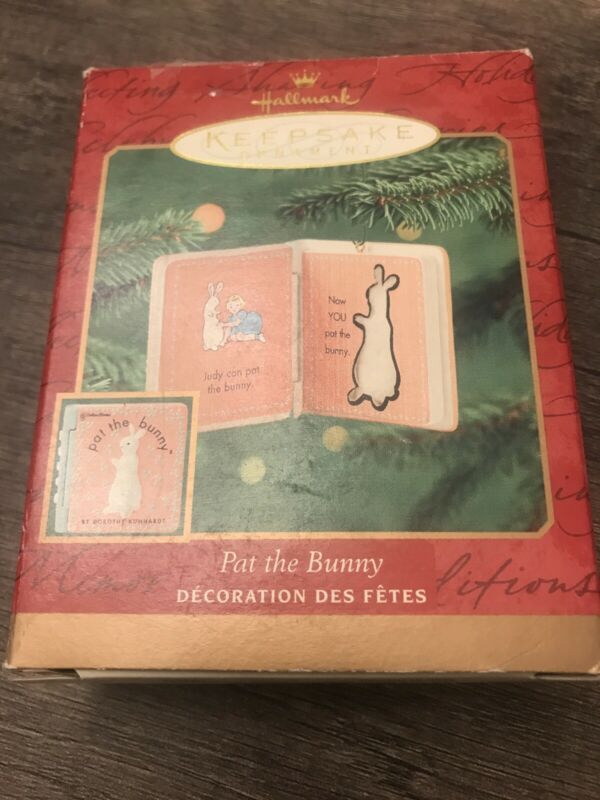 Hallmark
KEEPSAKE
ORNAMENT
Judy can pat
the bunny.
Now
YOU
pat the
bunny.
pat the bunny™
BY DOROTHY KUNHARDT
Pat the Bunny
DÉCORATION DES FÊTES